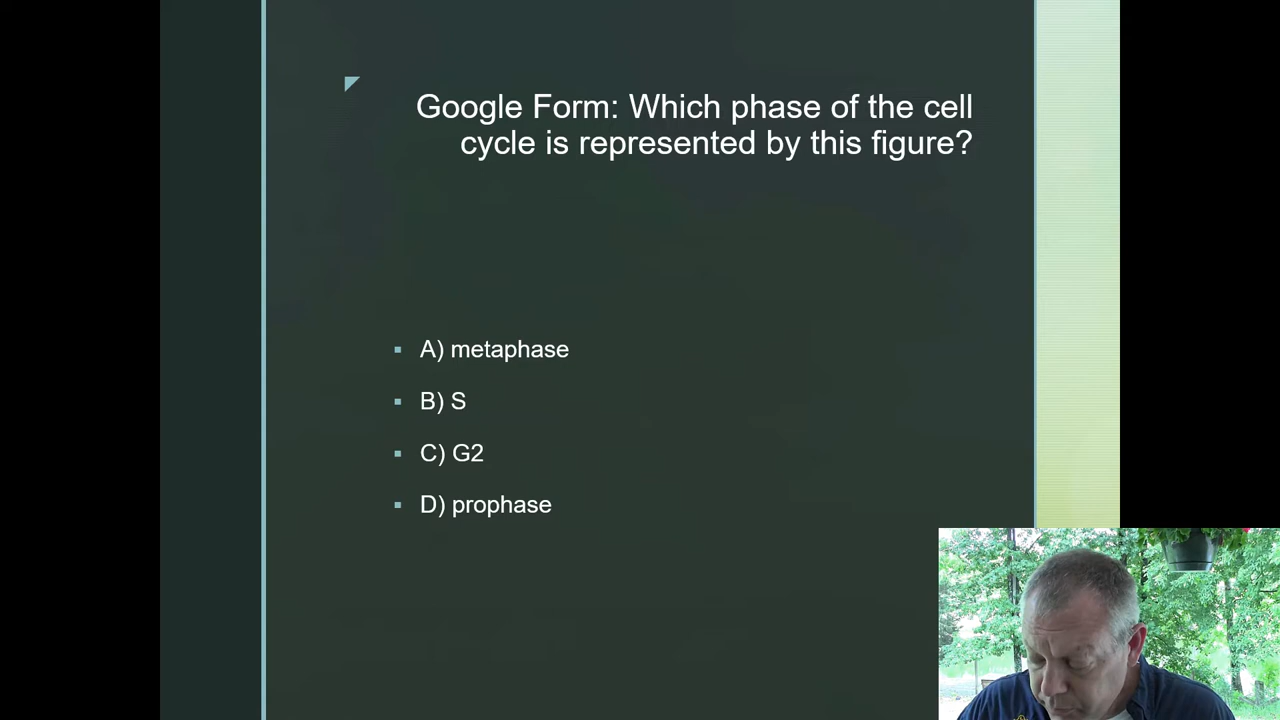 Google Form: Which phase of the cell
cycle is represented by this figure?
A) metaphase
B) S
C) G2
D) prophase